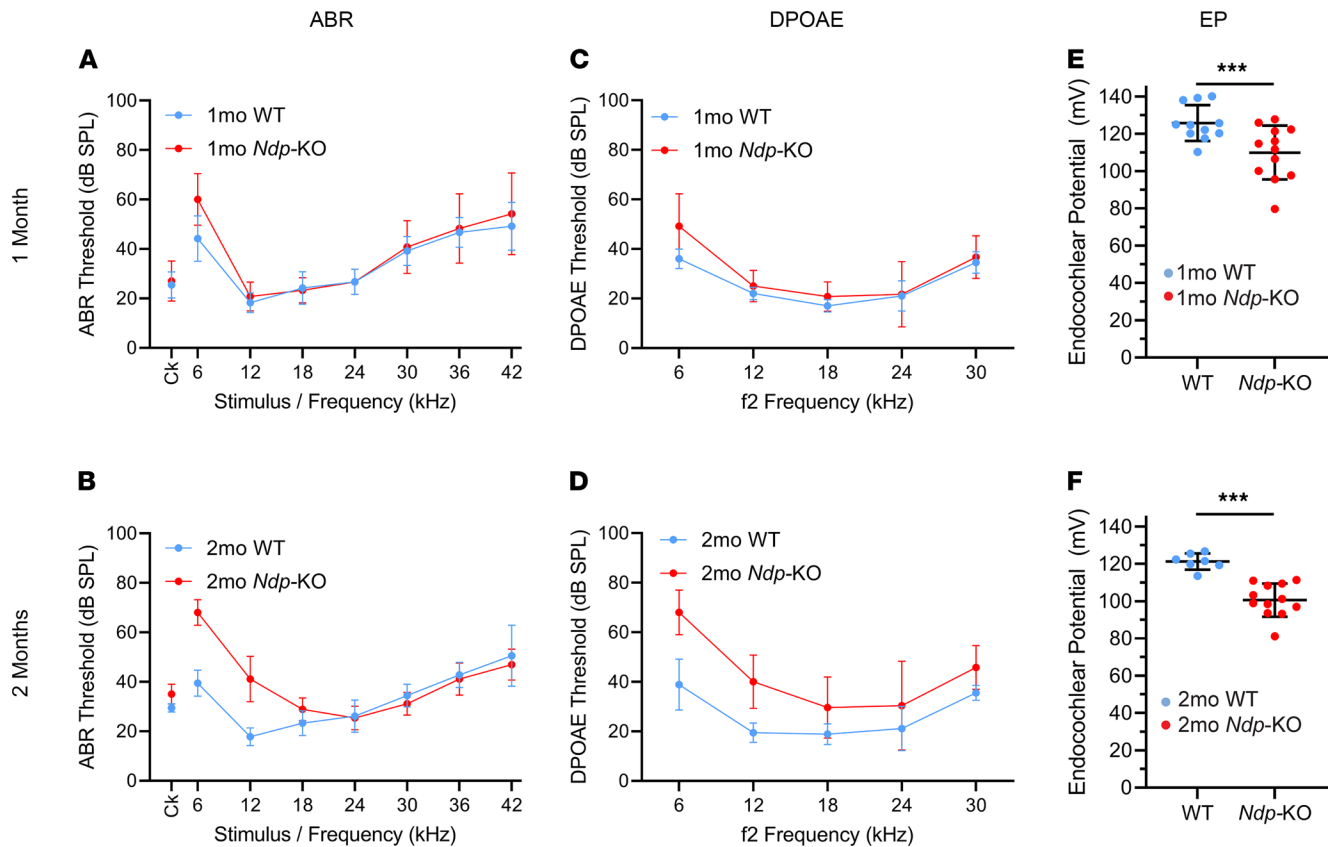 ABR
DPOAE
EP
1 Month
A
100
80
60
40
20
0
ABR Threshold (dB SPL)
1mo WT
1mo Ndp-KO
Ck 6 12 18 24 30 36 42
Stimulus / Frequency (kHz)
C
100
80
60
40
20
0
DPOAE Threshold (dB SPL)
1mo WT
1mo Ndp-KO
6 12 18 24 30
f2 Frequency (kHz)
E
***
140
120
100
80
60
40
20
0
Endocochlear Potential (mV)
1mo WT
1mo Ndp-KO
WT Ndp-KO
2 Months
B
100
80
60
40
20
0
ABR Threshold (dB SPL)
2mo WT
2mo Ndp-KO
Ck 6 12 18 24 30 36 42
Stimulus / Frequency (kHz)
D
100
80
60
40
20
0
DPOAE Threshold (dB SPL)
2mo WT
2mo Ndp-KO
6 12 18 24 30
f2 Frequency (kHz)
F
***
140
120
100
80
60
40
20
0
Endocochlear Potential (mV)
2mo WT
2mo Ndp-KO
WT Ndp-KO